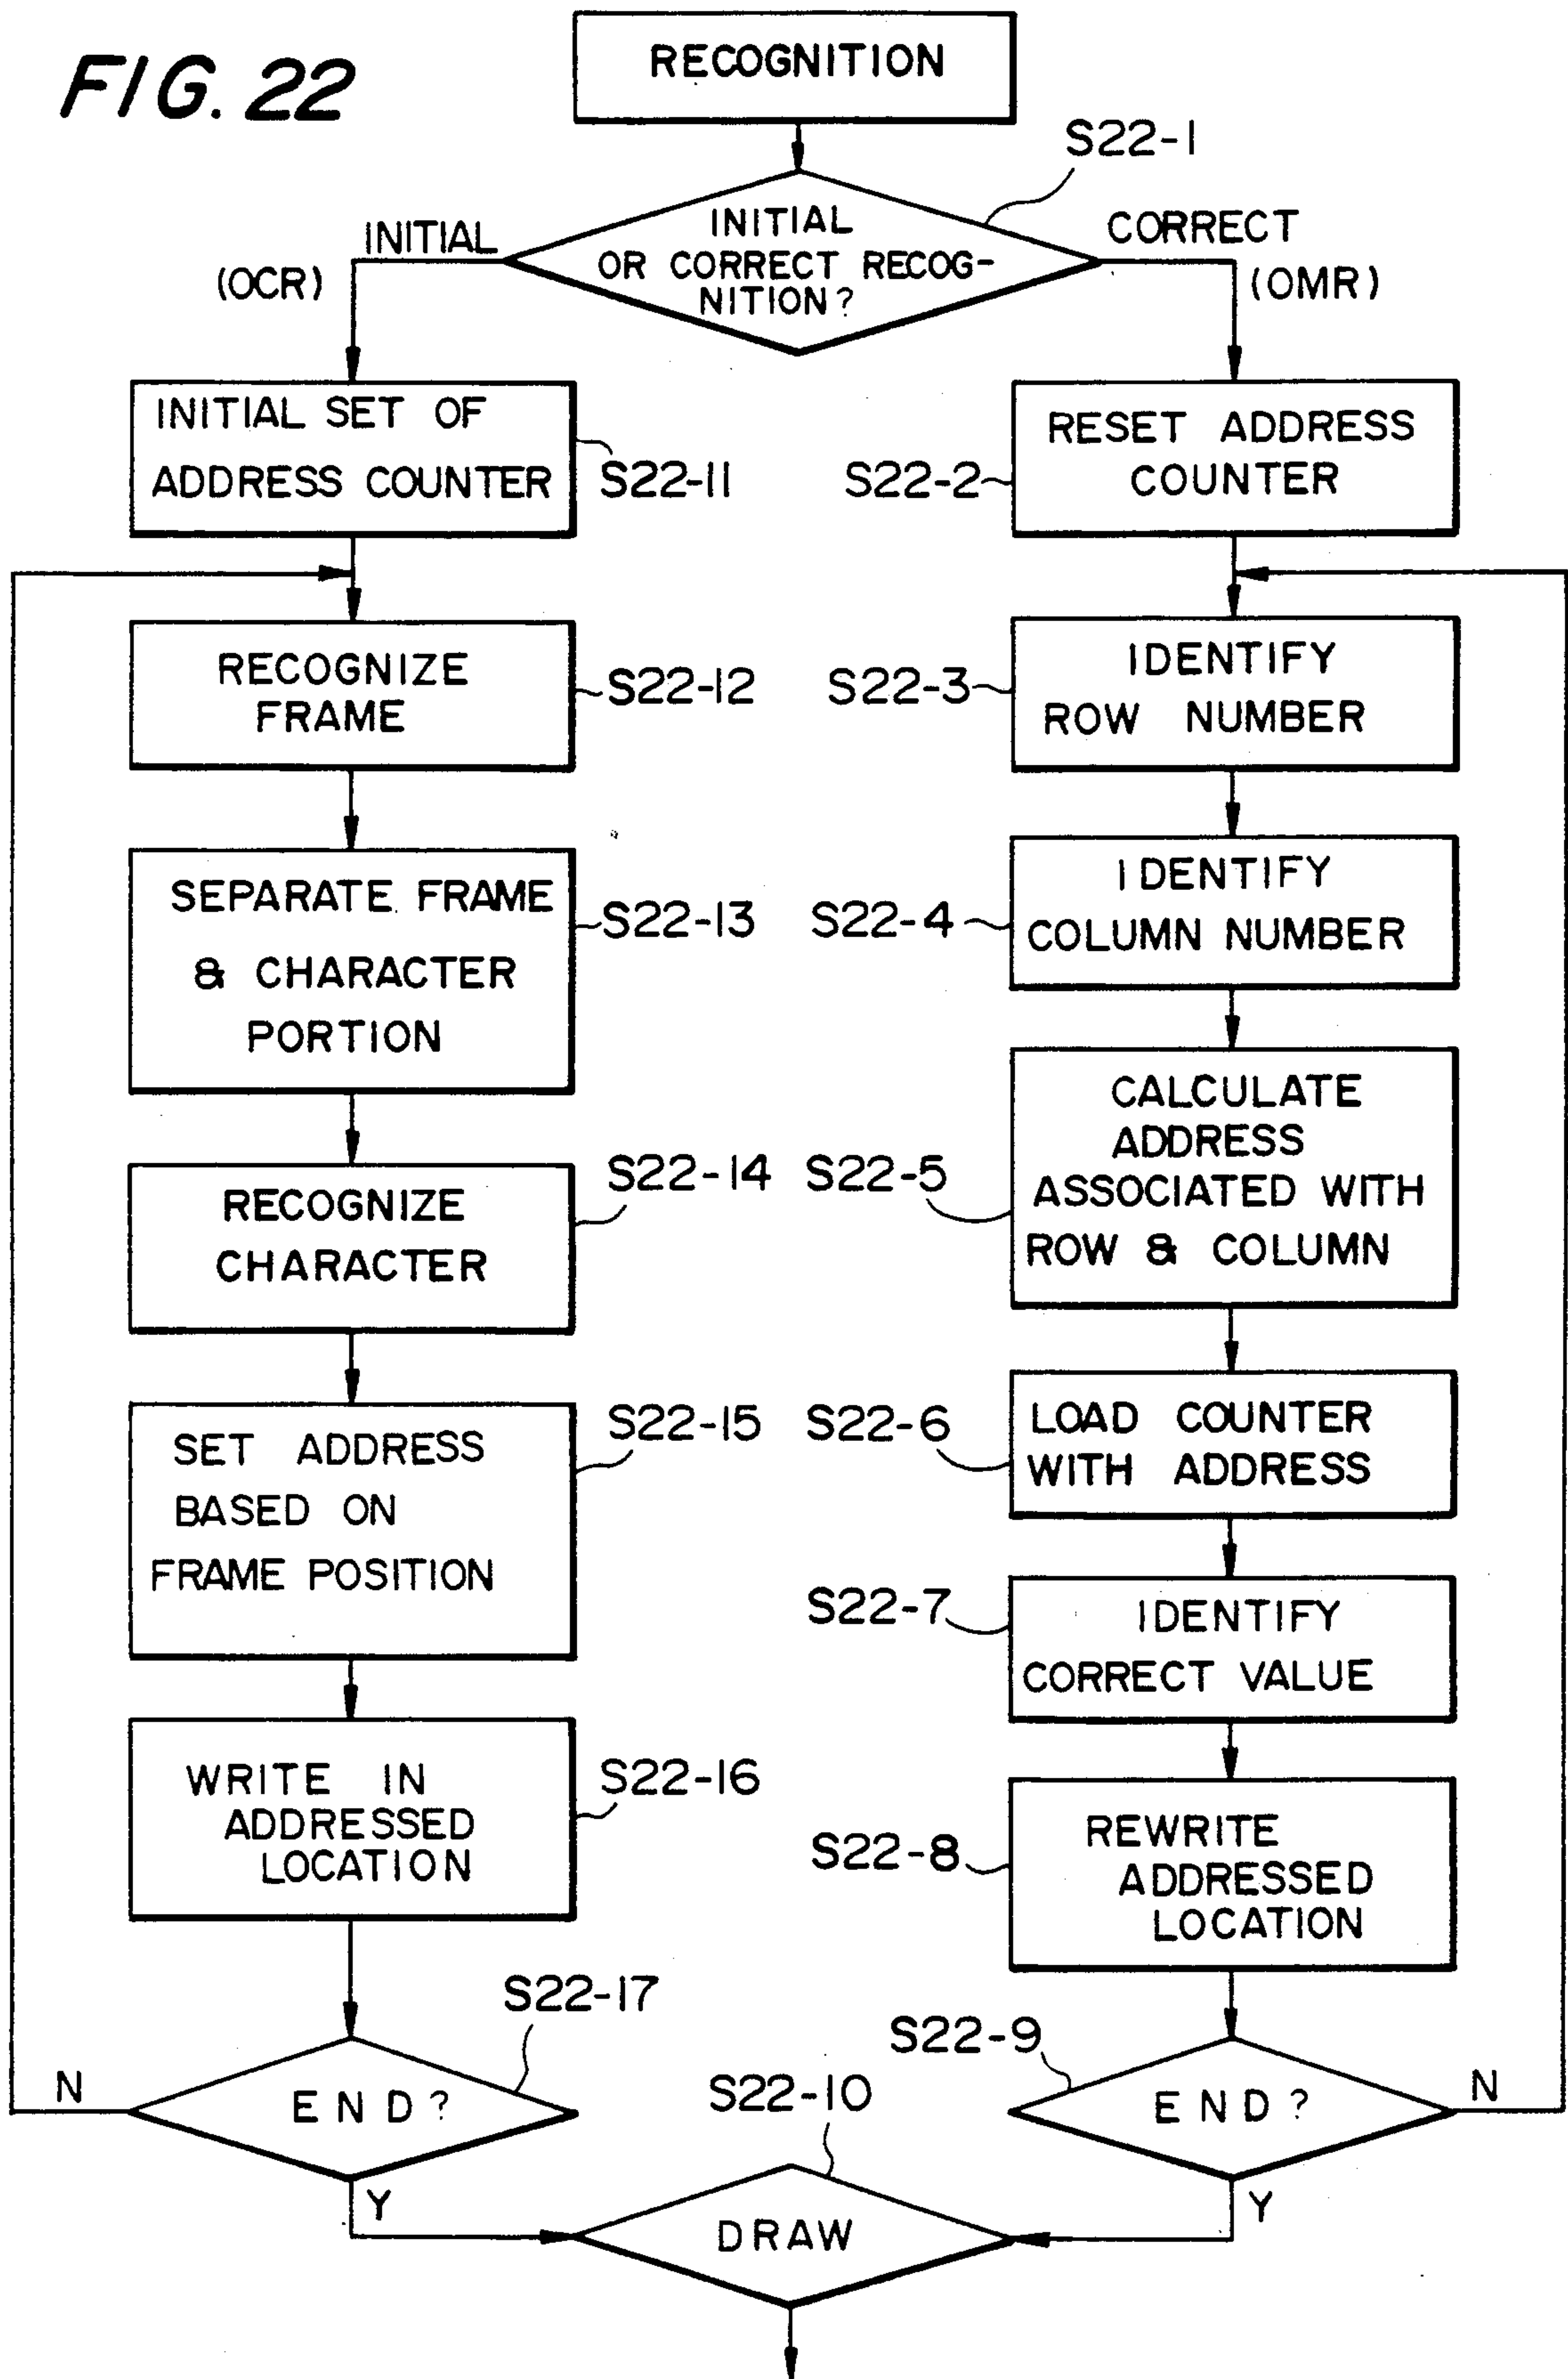 FIG. 22
RECOGNITION
S22-1
INITIAL
OR CORRECT RECOG-
NITION?
INITIAL
(OCR)
CORRECT
(OMR)
INITIAL SET OF
ADDRESS COUNTER
S22-11
S22-2
RESET ADDRESS
COUNTER
RECOGNIZE
FRAME
S22-12
S22-3
IDENTIFY
ROW NUMBER
SEPARATE FRAME
& CHARACTER
PORTION
S22-13
S22-4
IDENTIFY
COLUMN NUMBER
RECOGNIZE
CHARACTER
S22-14
S22-5
CALCULATE
ADDRESS
ASSOCIATED WITH
ROW & COLUMN
SET ADDRESS
BASED ON
FRAME POSITION
S22-15
S22-6
LOAD COUNTER
WITH ADDRESS
S22-7
IDENTIFY
CORRECT VALUE
WRITE IN
ADDRESSED
LOCATION
S22-16
S22-8
REWRITE
ADDRESSED
LOCATION
S22-17
END?
N
Y
S22-9
END?
N
Y
S22-10
DRAW